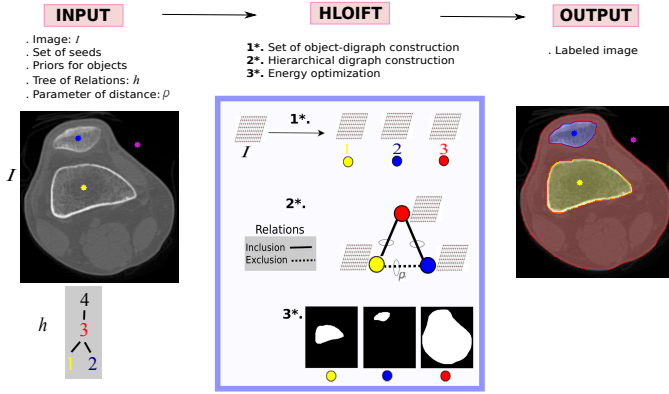 INPUT
HLOIFT
OUTPUT
. Image: I
. Set of seeds
. Priors for objects
. Tree of Relations: h
. Parameter of distance: ρ
1*. Set of object-digraph construction
2*. Hierarchical digraph construction
3*. Energy optimization
. Labeled image
I
h
4
3
1 2
1*.
I
1 2 3
2*.
Relations
Inclusion
Exclusion
ρ
3*.